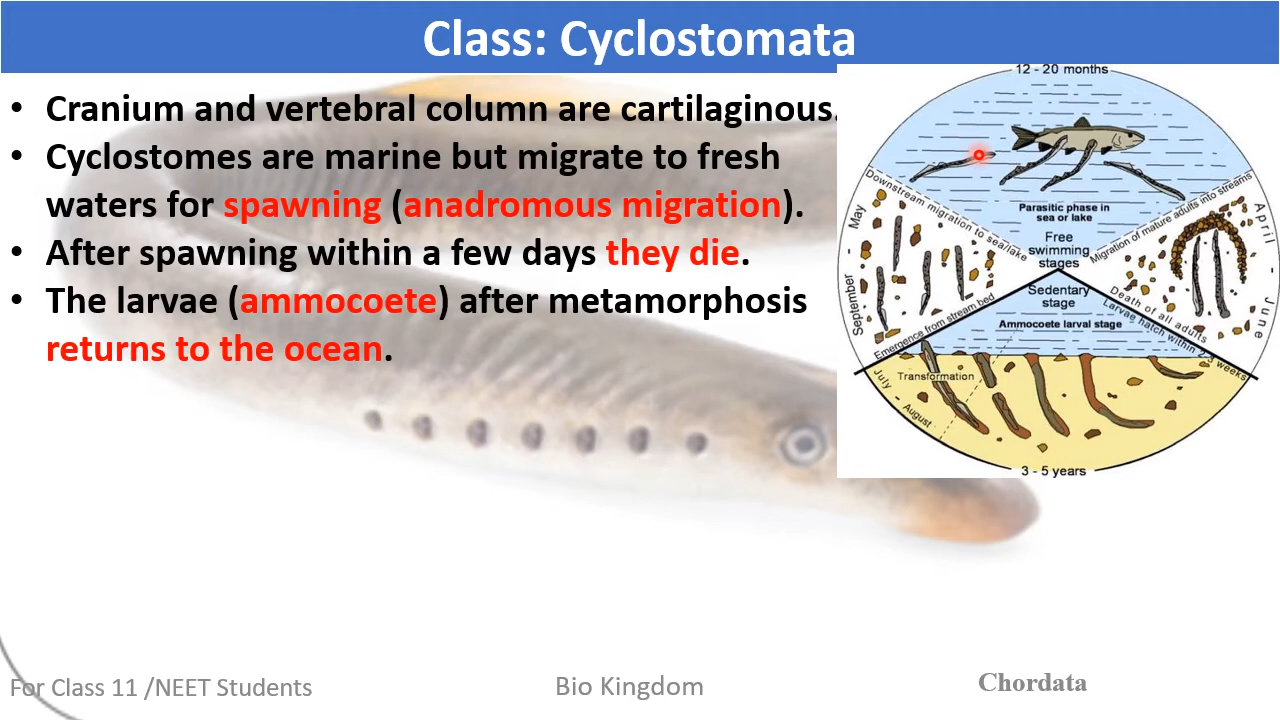 Class: Cyclostomata
• Cranium and vertebral column are cartilaginous.
• Cyclostomes are marine but migrate to fresh
waters for spawning (anadromous migration).
• After spawning within a few days they die.
• The larvae (ammocoete) after metamorphosis
returns to the ocean.
12 - 20 months
Downstream migration to sea/lake
Parasitic phase in
sea or lake
Migration of mature adults into streams
Free
swimming
stages
September - May
April - June
Emergence from stream bed
Sedentary
stage
Death of all adults
Larvae hatch within 2-3 weeks
Ammocoete larval stage
Transformation
July - August
3 - 5 years
For Class 11 /NEET Students
Bio Kingdom
Chordata